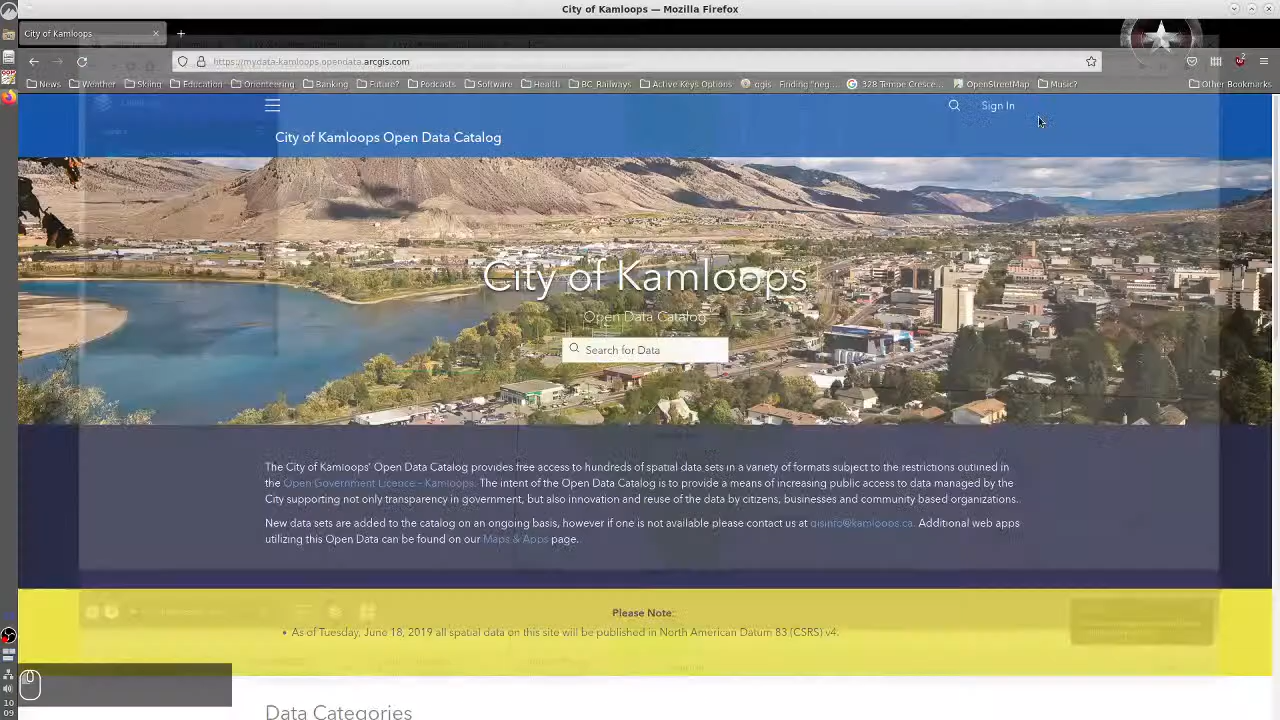 City of Kamloops — Mozilla Firefox
City of Kamloops
https://mydata-kamloops.opendata.arcgis.com
News Weather Skiing Education Orienteering Banking Future? Podcasts Software Health BC_Railways Active Keys Options qgis Finding "neg... 328 Tempe Cresce... OpenStreetMap Music? Other Bookmarks
Sign In
City of Kamloops Open Data Catalog
City of Kamloops
Open Data Catalog
Search for Data
The City of Kamloops' Open Data Catalog provides free access to hundreds of spatial data sets in a variety of formats subject to the restrictions outlined in
the Open Government Licence - Kamloops. The intent of the Open Data Catalog is to provide a means of increasing public access to data managed by the
City supporting not only transparency in government, but also innovation and reuse of the data by citizens, businesses and community based organizations.
New data sets are added to the catalog on an ongoing basis, however if one is not available please contact us at gisinfo@kamloops.ca. Additional web apps
utilizing this Open Data can be found on our Maps & Apps page.
Please Note:
• As of Tuesday, June 18, 2019 all spatial data on this site will be published in North American Datum 83 (CSRS) v4.
Data Categories
10
09